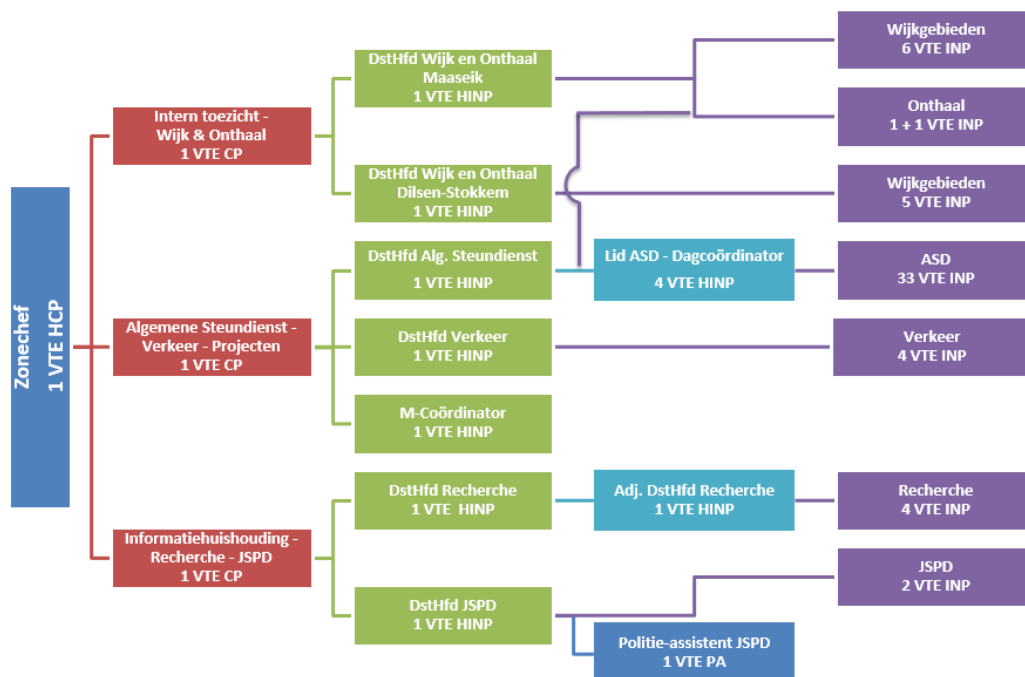 Zonechef
1 VTE HCP
Intern toezicht -
Wijk & Onthaal
1 VTE CP
Algemene Steundienst -
Verkeer - Projecten
1 VTE CP
Informatiehuishouding -
Recherche - JSPD
1 VTE CP
DstHfd Wijk en Onthaal
Maaseik
1 VTE HINP
DstHfd Wijk en Onthaal
Dilsen-Stokkem
1 VTE HINP
DstHfd Alg. Steundienst
1 VTE HINP
DstHfd Verkeer
1 VTE HINP
M-Coördinator
1 VTE HINP
DstHfd Recherche
1 VTE HINP
DstHfd JSPD
1 VTE HINP
Lid ASD - Dagcoördinator
4 VTE HINP
Adj. DstHfd Recherche
1 VTE HINP
Politie-assistent JSPD
1 VTE PA
Wijkgebieden
6 VTE INP
Onthaal
1 + 1 VTE INP
Wijkgebieden
5 VTE INP
ASD
33 VTE INP
Verkeer
4 VTE INP
Recherche
4 VTE INP
JSPD
2 VTE INP